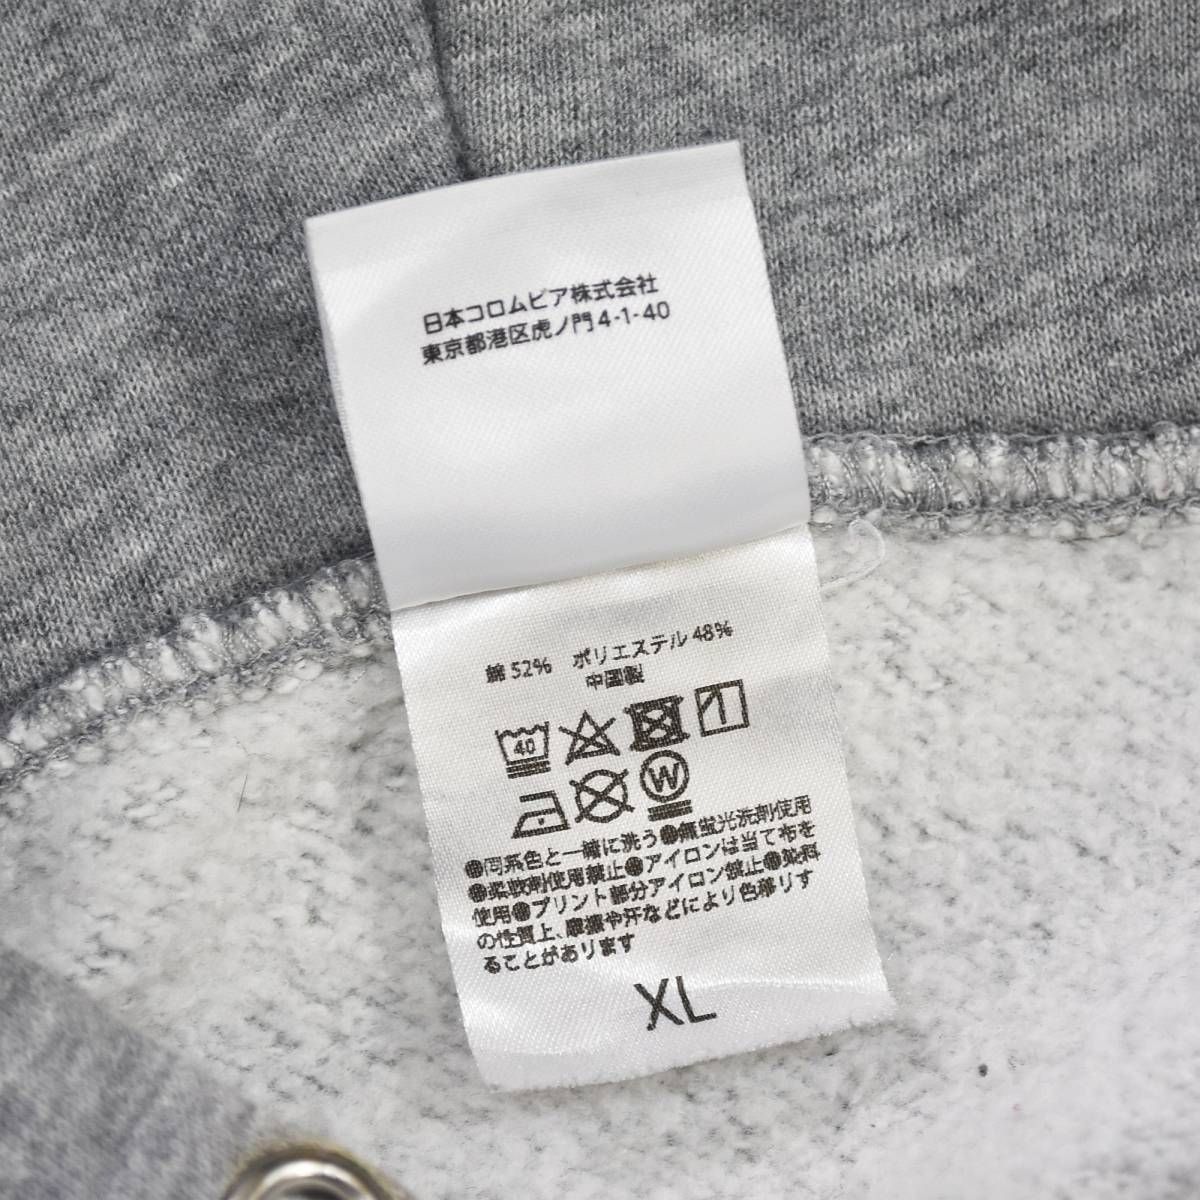 日本コロムビア株式会社
東京都港区虎ノ門4-1-40
綿 52% ポリエステル 48%
中国製
40
W
●同系色と一緒に洗う●無蛍光洗剤使用
●柔軟剤使用禁止●アイロンは当て布を
使用●プリント部分アイロン禁止●染料
の性質上、摩擦や汗などにより色移りす
ることがあります
XL